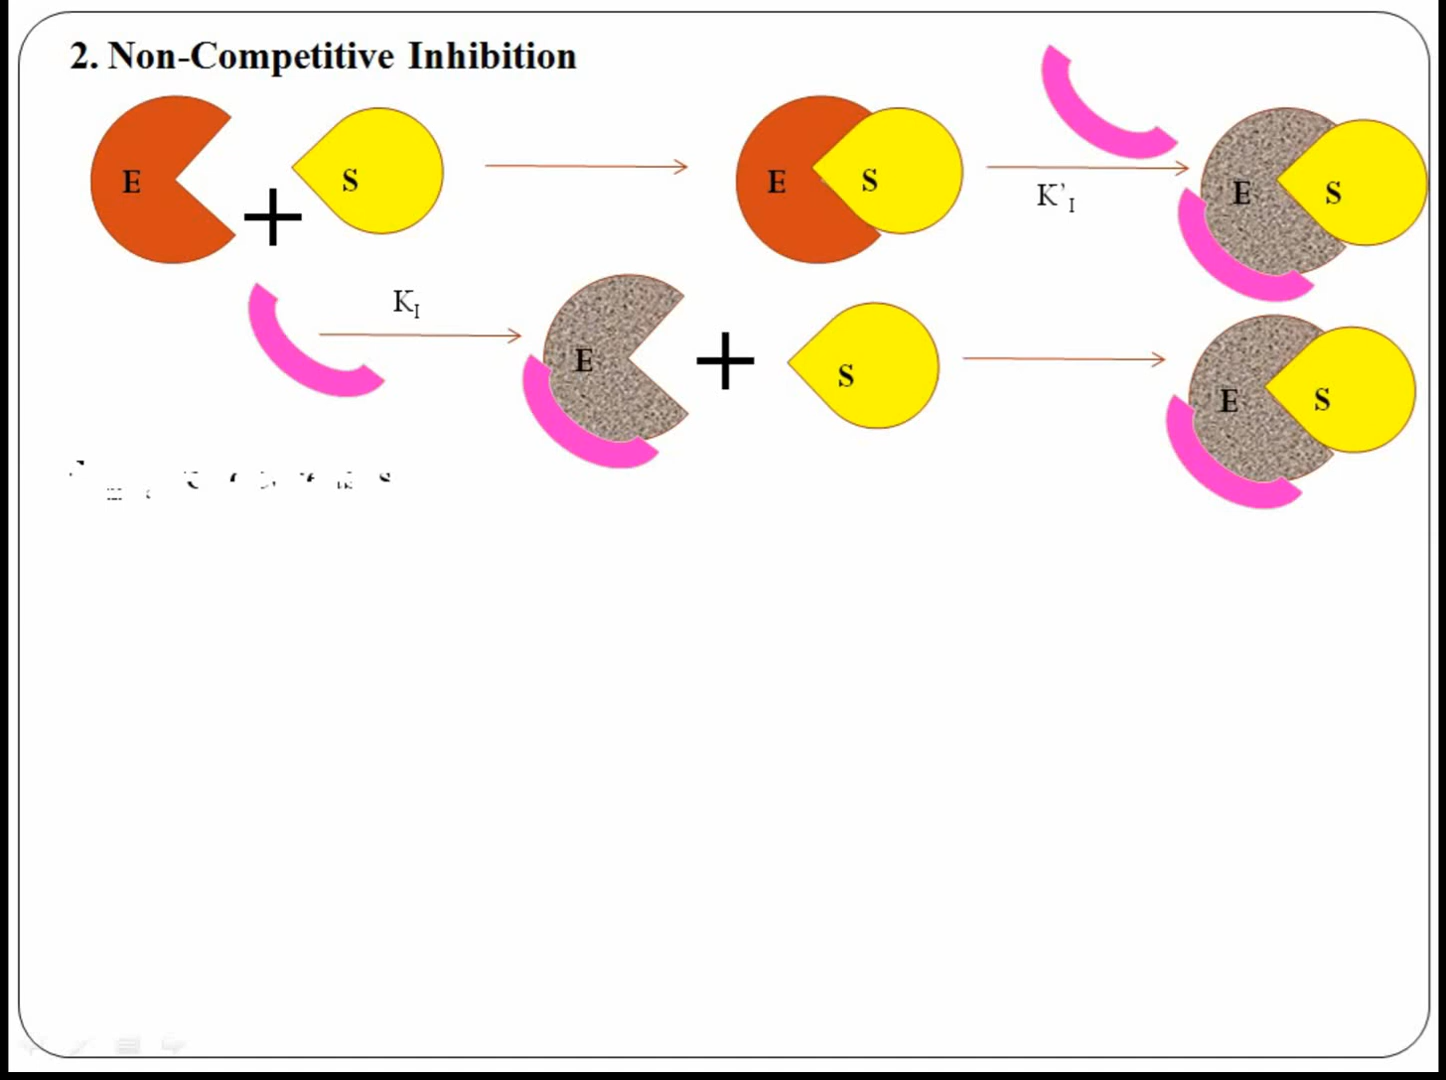 2. Non-Competitive Inhibition
E + S E S K'I E S
KI E + S E S